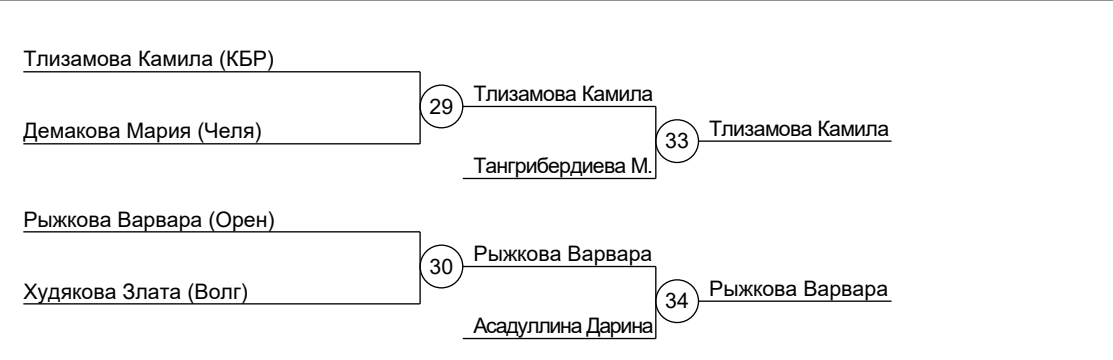 Тлизамова Камила (КБР)
29
Тлизамова Камила
Демакова Мария (Челя)
33
Тлизамова Камила
Тангрибердиева М.
Рыжкова Варвара (Орен)
30
Рыжкова Варвара
Худякова Злата (Волг)
34
Рыжкова Варвара
Асадуллина Дарина